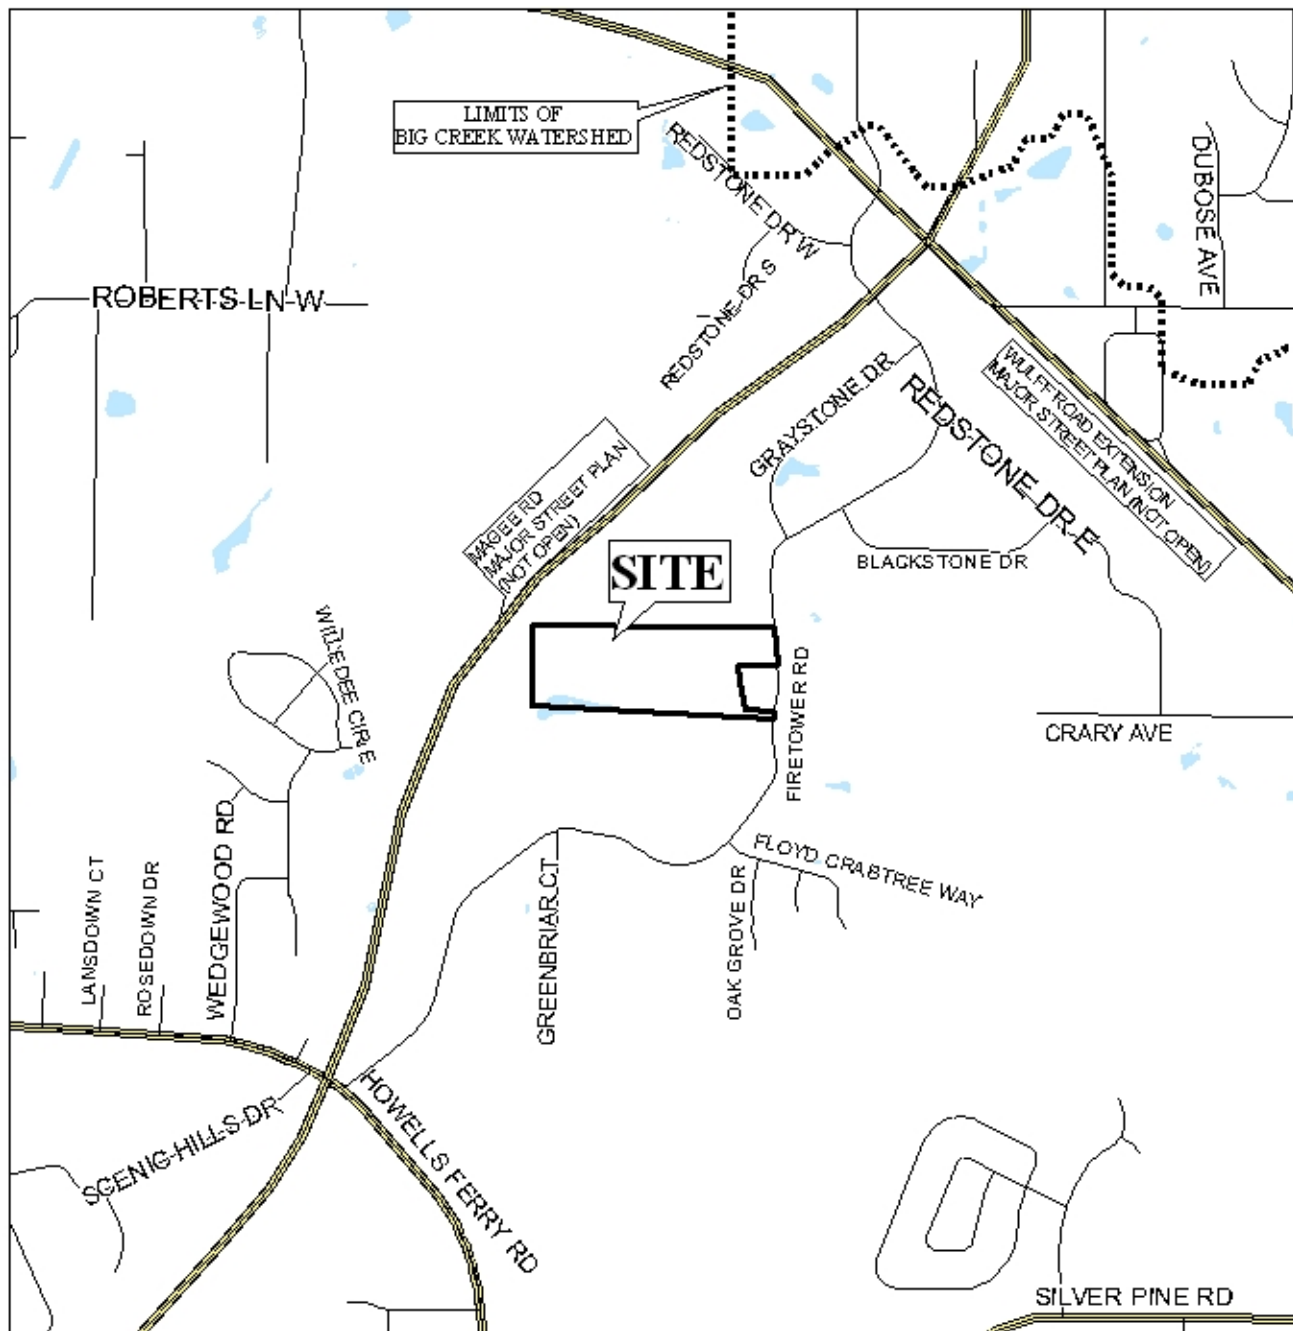 LIMITS OF
BIG CREEK WATERSHED
REDSTONE DR W
DUBOSE AVE
ROBERTS LN W
REDSTONE DR S
GRAYSTONE DR
REDSTONE DR E
WULFF ROAD EXTENSION
MAJOR STREET PLAN (NOT OPEN)
MAGEE RD
MAJOR STREET PLAN
(NOT OPEN)
SITE
BLACKSTONE DR
WILLEDEE CIR E
FIRETOWER RD
CRARY AVE
WEDGEWOOD RD
FLOYD CRABTREE WAY
LANSDOWN CT
ROSEDOWN DR
GREENBRIAR CT
OAK GROVE DR
SCENIC HILLS DR
HOWELLS FERRY RD
SILVER PINE RD